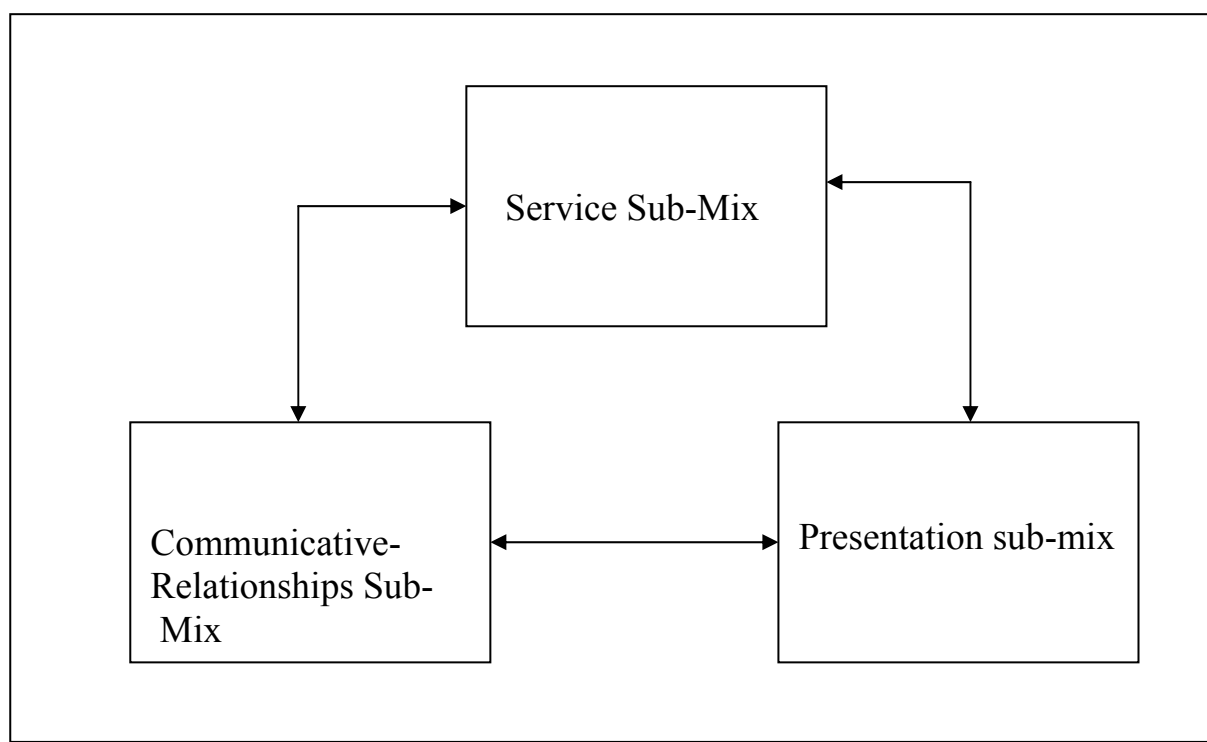 Service Sub-Mix
Communicative-
Relationships Sub-
Mix
Presentation sub-mix